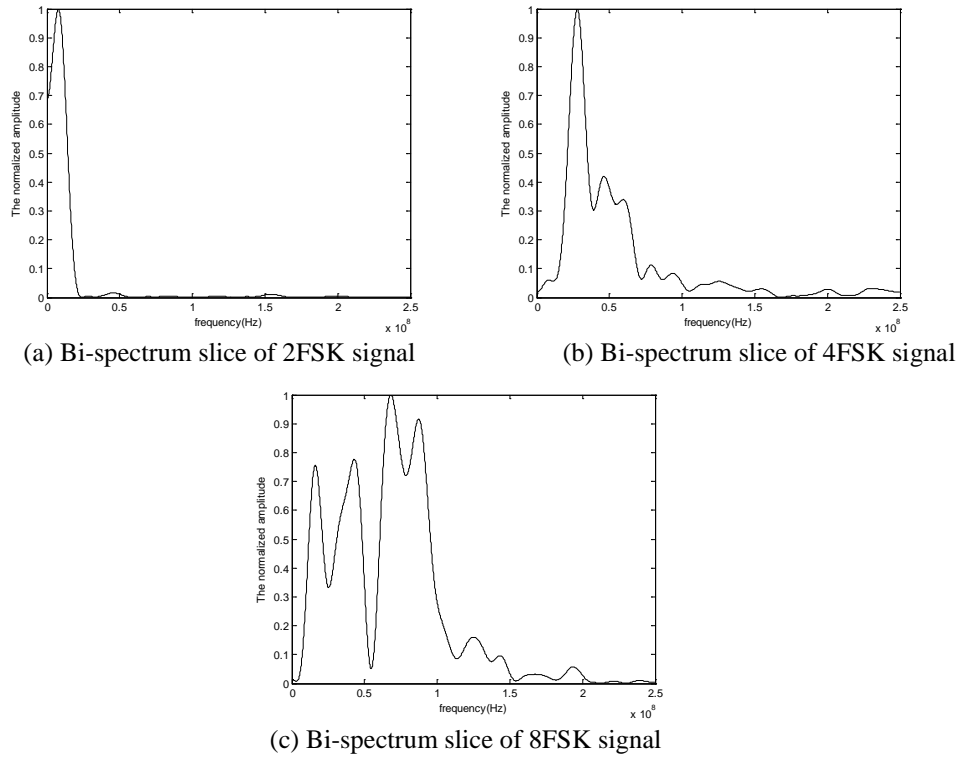 1
0.9
0.8
0.7
0.6
0.5
0.4
0.3
0.2
0.1
0
The normalized amplitude
0 0.5 1 1.5 2 2.5
frequency(Hz)
x 10^8
(a) Bi-spectrum slice of 2FSK signal
1
0.9
0.8
0.7
0.6
0.5
0.4
0.3
0.2
0.1
0
The normalized amplitude
0 0.5 1 1.5 2 2.5
frequency(Hz)
x 10^8
(b) Bi-spectrum slice of 4FSK signal
1
0.9
0.8
0.7
0.6
0.5
0.4
0.3
0.2
0.1
0
The normalized amplitude
0 0.5 1 1.5 2 2.5
frequency(Hz)
x 10^8
(c) Bi-spectrum slice of 8FSK signal